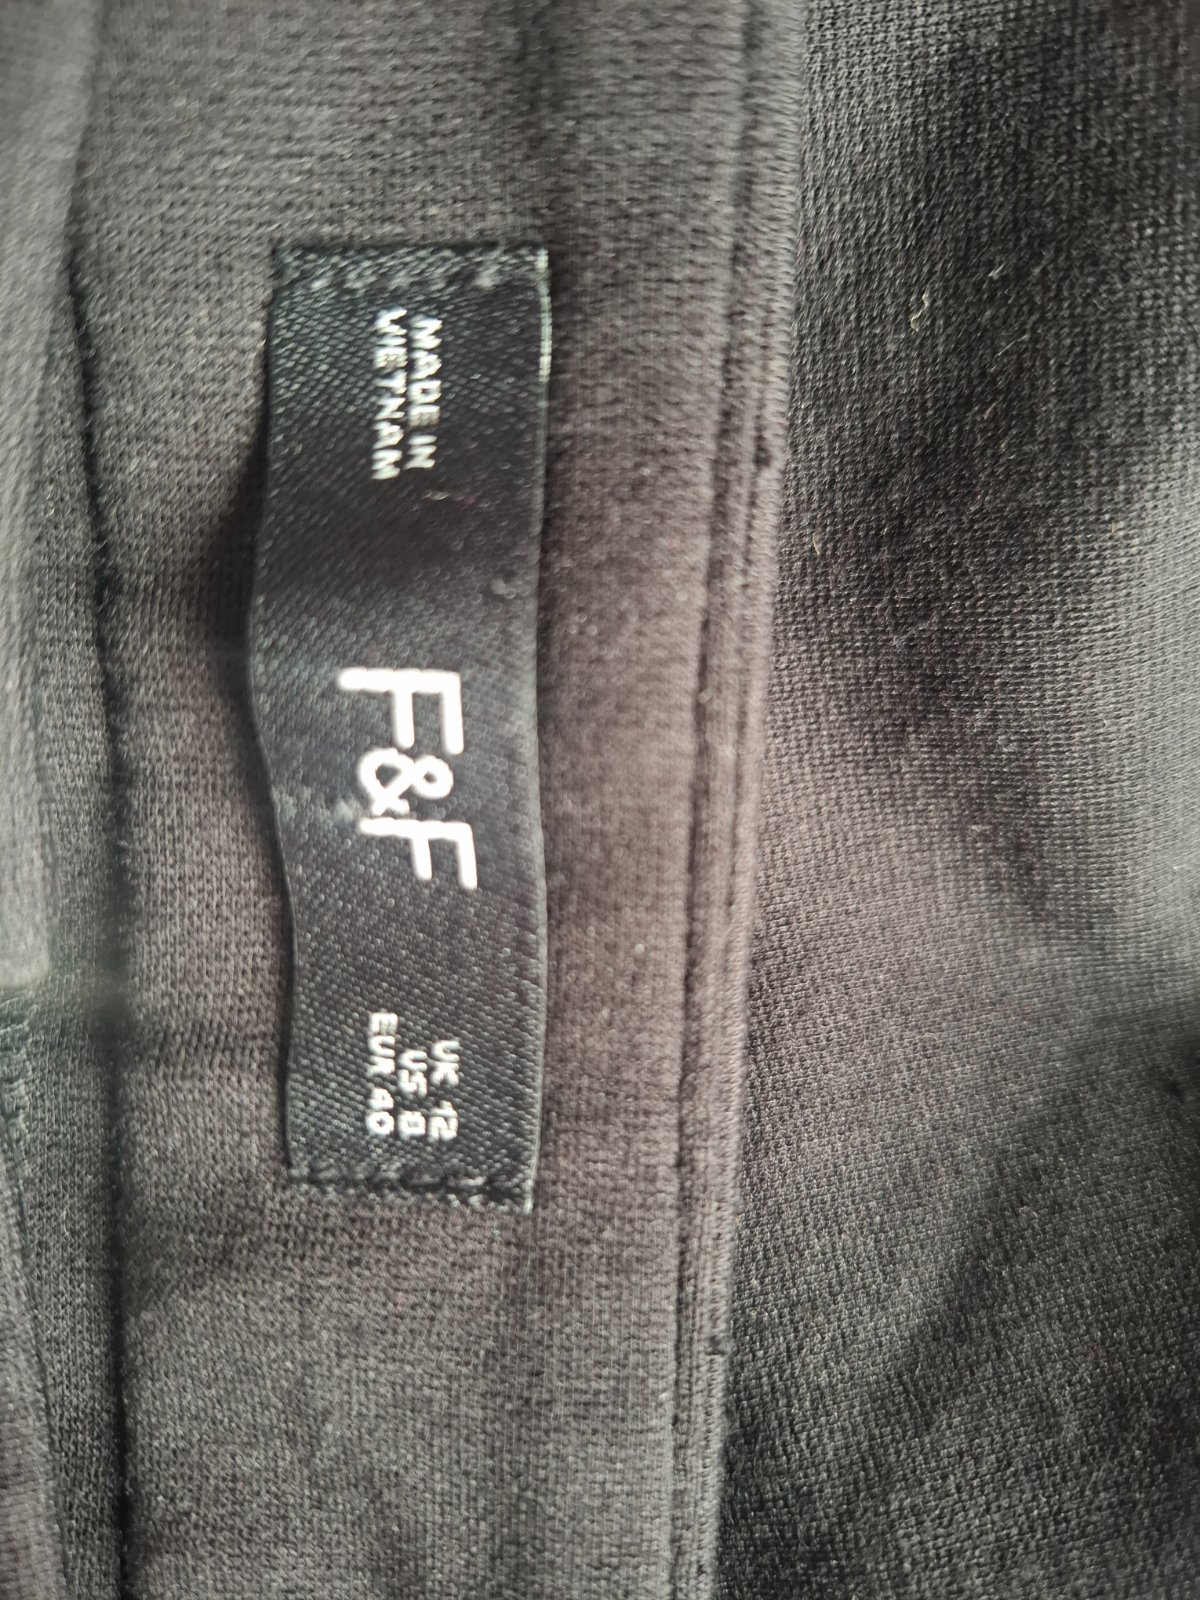 MADE IN
VIETNAM
F&F
UK 12
US 8
EUR 40